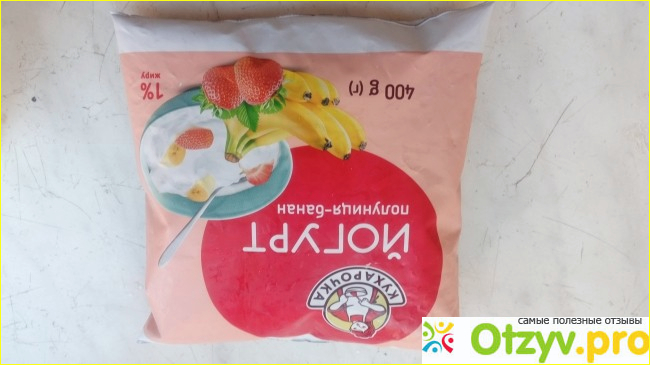 КУХАРОЧКА
ЙОГУРТ
полуниця-банан
400 g (г)
1%
жиру
самые полезные отзывы
Otzyv.pro